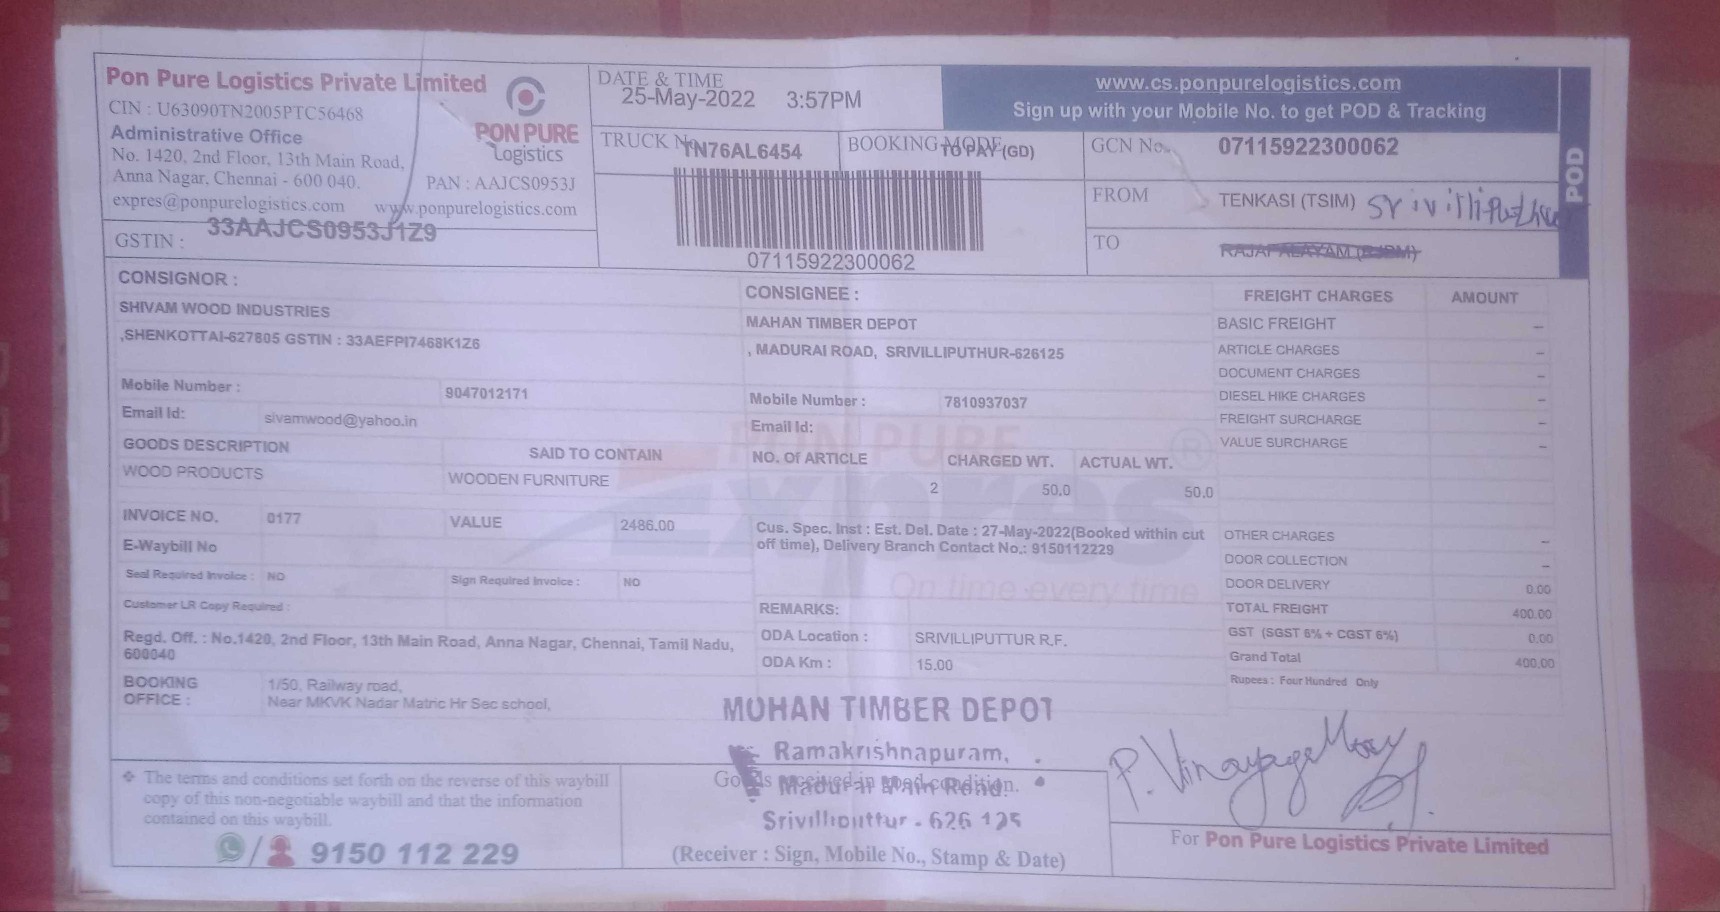 Pon Pure Logistics Private Limited
CIN : U63090TN2005PTC56468
Administrative Office
No. 1420, 2nd Floor, 13th Main Road,
Anna Nagar, Chennai - 600 040.
PAN : AAJCS0953J
expres@ponpurelogistics.com www.ponpurelogistics.com
GSTIN : 33AAJCS0953J1Z9
PON PURE
Logistics
DATE & TIME
25-May-2022 3:57PM
TRUCK No. TN76AL6454
BOOKING MODE TO PAY (GD)
07115922300062
www.cs.ponpurelogistics.com
Sign up with your Mobile No. to get POD & Tracking
GCN No. 07115922300062
FROM TENKASI (TSIM)
TO RAJAPALAYAM (RJPM)
POD
CONSIGNOR :
SHIVAM WOOD INDUSTRIES
,SHENKOTTAI-627805 GSTIN : 33AEFPI7468K1Z6
Mobile Number : 9047012171
Email Id: sivamwood@yahoo.in
CONSIGNEE :
MAHAN TIMBER DEPOT
, MADURAI ROAD, SRIVILLIPUTHUR-626125
Mobile Number : 7810937037
Email Id:
GOODS DESCRIPTION SAID TO CONTAIN
WOOD PRODUCTS WOODEN FURNITURE
NO. Of ARTICLE CHARGED WT. ACTUAL WT.
2 50.0 50.0
INVOICE NO. 0177 VALUE 2486.00
E-Waybill No
Seal Required Invoice : NO Sign Required Invoice : NO
Customer LR Copy Required :
Cus. Spec. Inst : Est. Del. Date : 27-May-2022(Booked within cut
off time), Delivery Branch Contact No.: 9150112229
PON PURE
Expres
On time every time
REMARKS:
ODA Location : SRIVILLIPUTTUR R.F.
ODA Km : 15.00
Regd. Off. : No.1420, 2nd Floor, 13th Main Road, Anna Nagar, Chennai, Tamil Nadu,
600040
BOOKING
OFFICE :
1/50, Railway road,
Near MKVK Nadar Matric Hr Sec school,
FREIGHT CHARGES AMOUNT
BASIC FREIGHT –
ARTICLE CHARGES –
DOCUMENT CHARGES –
DIESEL HIKE CHARGES –
FREIGHT SURCHARGE –
VALUE SURCHARGE –
OTHER CHARGES –
DOOR COLLECTION –
DOOR DELIVERY 0.00
TOTAL FREIGHT 400.00
GST (SGST 6% + CGST 6%) 0.00
Grand Total 400.00
Rupees : Four Hundred Only
MOHAN TIMBER DEPOT
Ramakrishnapuram,
Goods received in good condition.
Madurai Main Road
Srivilliputtur - 626 125
(Receiver : Sign, Mobile No., Stamp & Date)
❖ The terms and conditions set forth on the reverse of this waybill
copy of this non-negotiable waybill and that the information
contained on this waybill.
/ 9150 112 229
For Pon Pure Logistics Private Limited